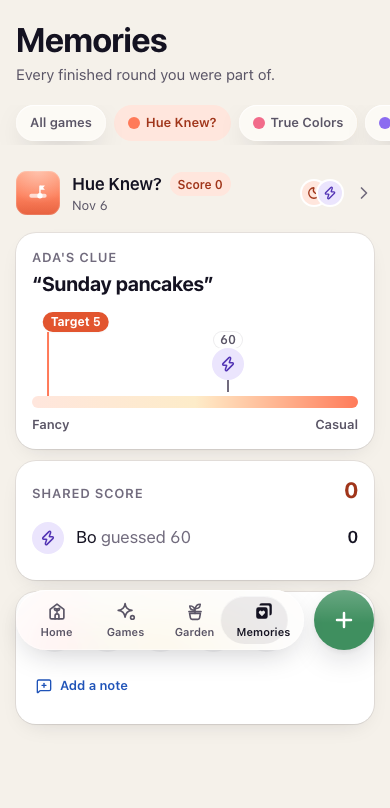 Memories
Every finished round you were part of.
All games
Hue Knew?
True Colors
Hue Knew?
Score 0
Nov 6
ADA'S CLUE
“Sunday pancakes”
Target 5
60
Fancy
Casual
SHARED SCORE
0
Bo guessed 60
0
Home
Games
Garden
Memories
Add a note